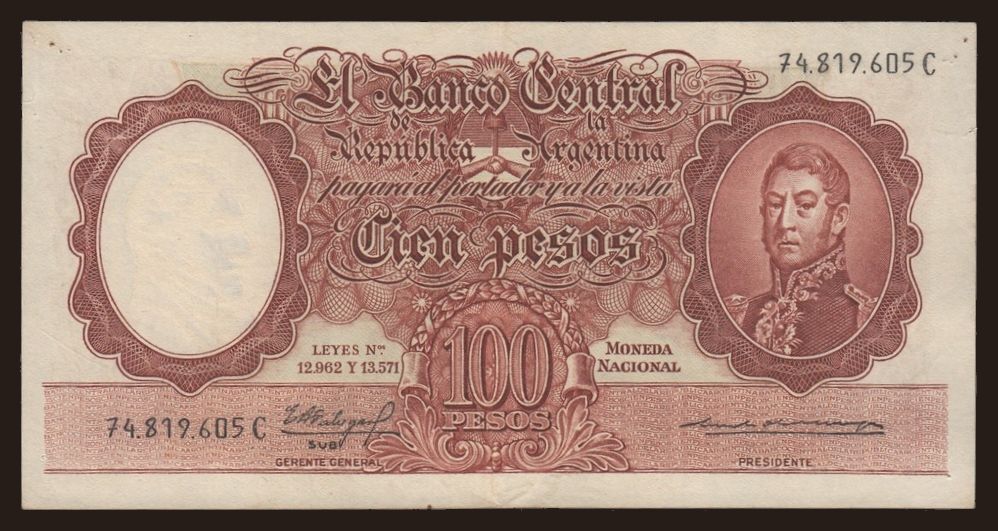 74.819.605 C
El Banco Central
de la
República Argentina
pagará al portador y a la vista
Cien pesos
LEYES Nos.
12.962 Y 13.571
100
PESOS
MONEDA
NACIONAL
74.819.605 C
SUB
GERENTE GENERAL
PRESIDENTE